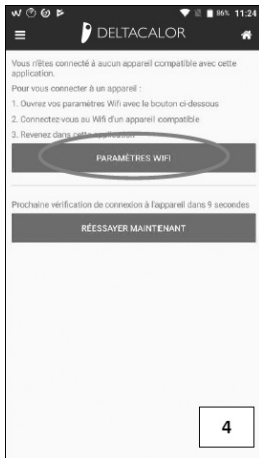 86% 11:24
DELTACALOR
Vous n'êtes connecté à aucun appareil compatible avec cette
application.
Pour vous connecter à un appareil :
1. Ouvrez vos paramètres Wifi avec le bouton ci-dessous
2. Connectez-vous au Wifi d'un appareil compatible
3. Revenez dans cette application
PARAMÈTRES WIFI
Prochaine vérification de connexion à l'appareil dans 9 secondes
RÉESSAYER MAINTENANT
4